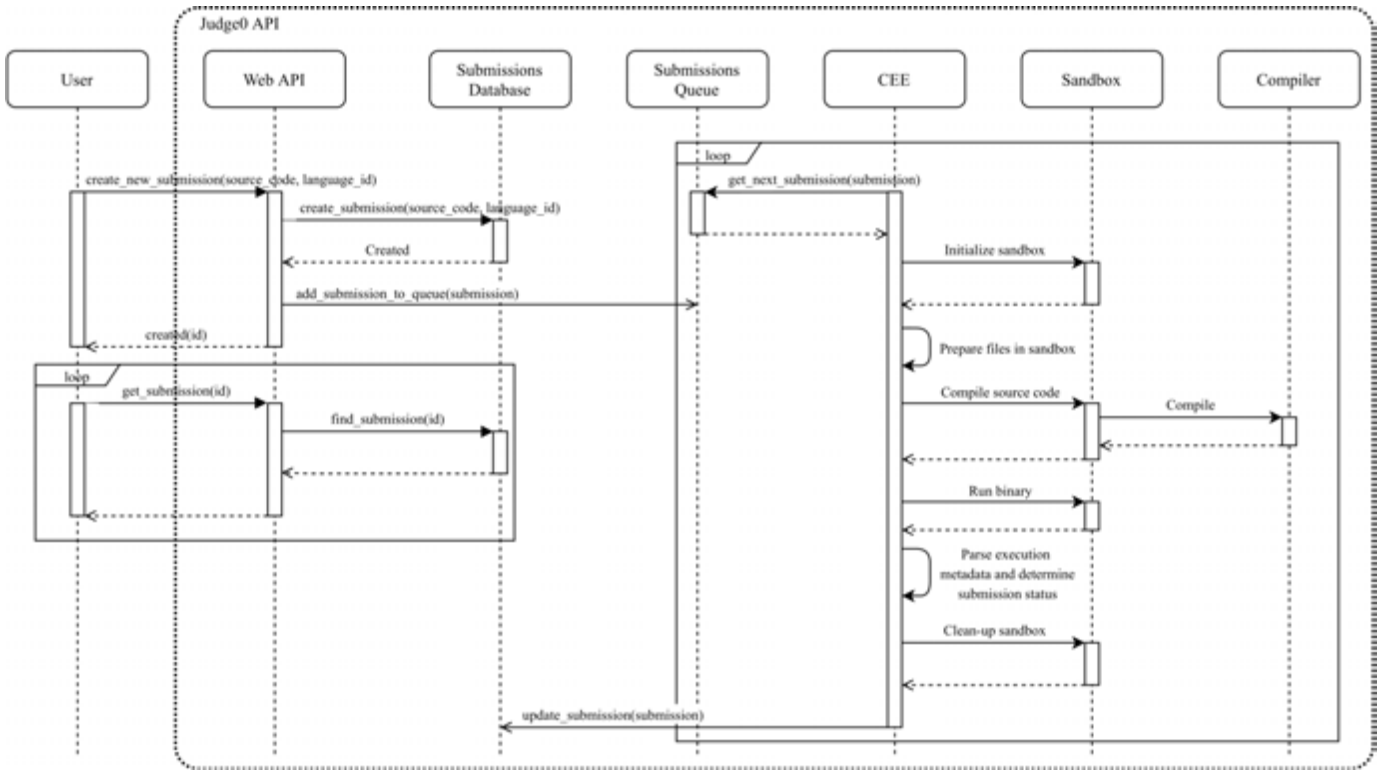 Judge0 API
User
Web API
Submissions
Database
Submissions
Queue
CEE
Sandbox
Compiler
loop
create_new_submission(source_code, language_id)
get_next_submission(submission)
create_submission(source_code, language_id)
Created
Initialize sandbox
add_submission_to_queue(submission)
created(id)
Prepare files in sandbox
loop
get_submission(id)
Compile source code
Compile
find_submission(id)
Run binary
Parse execution
metadata and determine
submission status
Clean-up sandbox
update_submission(submission)